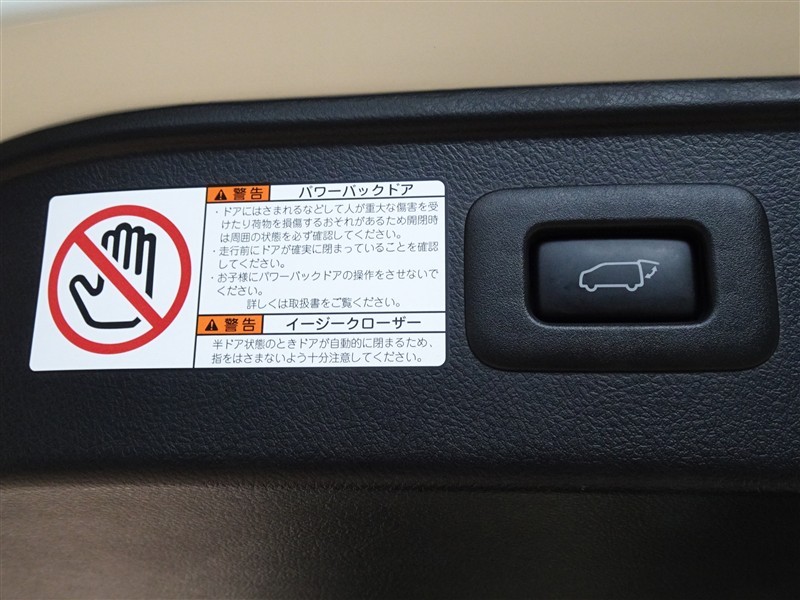 警告 パワーバックドア
・ドアにはさまれるなどして人が重大な傷害を受
けたり荷物を損傷するおそれがあるため開閉時
は周囲の状態を必ず確認してください。
・走行前にドアが確実に閉まっていることを確認
してください。
・お子様にパワーバックドアの操作をさせないで
ください。
詳しくは取扱書をご覧ください。
警告 イージークローザー
半ドア状態のときドアが自動的に閉まるため、
指をはさまないよう十分注意してください。